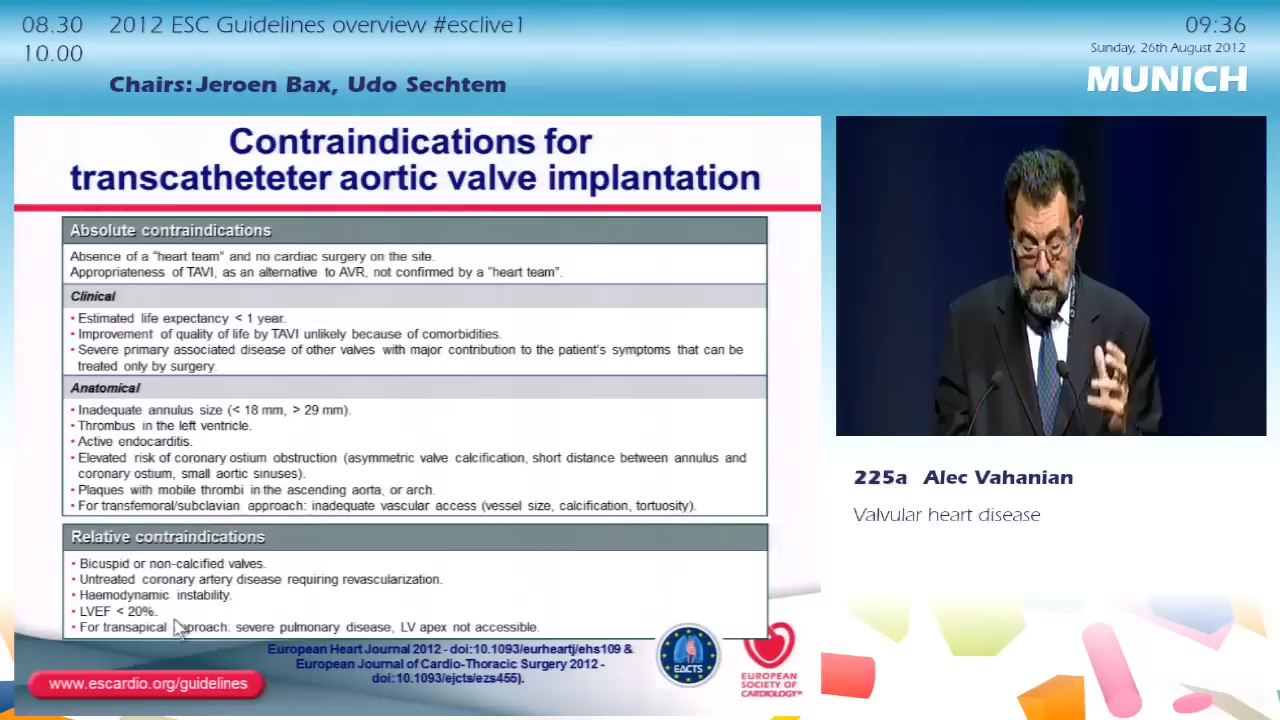 08.30 2012 ESC Guidelines overview #esclive1
10.00
Chairs: Jeroen Bax, Udo Sechtem
09:36
Sunday, 26th August 2012
MUNICH
Contraindications for
transcatheteter aortic valve implantation
Absolute contraindications
Absence of a "heart team" and no cardiac surgery on the site.
Appropriateness of TAVI, as an alternative to AVR, not confirmed by a "heart team".
Clinical
• Estimated life expectancy < 1 year.
• Improvement of quality of life by TAVI unlikely because of comorbidities.
• Severe primary associated disease of other valves with major contribution to the patient's symptoms that can be
treated only by surgery.
Anatomical
• Inadequate annulus size (< 18 mm, > 29 mm).
• Thrombus in the left ventricle.
• Active endocarditis.
• Elevated risk of coronary ostium obstruction (asymmetric valve calcification, short distance between annulus and
coronary ostium, small aortic sinuses).
• Plaques with mobile thrombi in the ascending aorta, or arch.
• For transfemoral/subclavian approach: inadequate vascular access (vessel size, calcification, tortuosity).
Relative contraindications
• Bicuspid or non-calcified valves.
• Untreated coronary artery disease requiring revascularization.
• Haemodynamic instability.
• LVEF < 20%.
• For transapical approach: severe pulmonary disease, LV apex not accessible.
European Heart Journal 2012 - doi:10.1093/eurheartj/ehs109 &
European Journal of Cardio-Thoracic Surgery 2012 -
doi:10.1093/ejcts/ezs455).
www.escardio.org/guidelines
EACTS
EUROPEAN
SOCIETY OF
CARDIOLOGY®
225a Alec Vahanian
Valvular heart disease